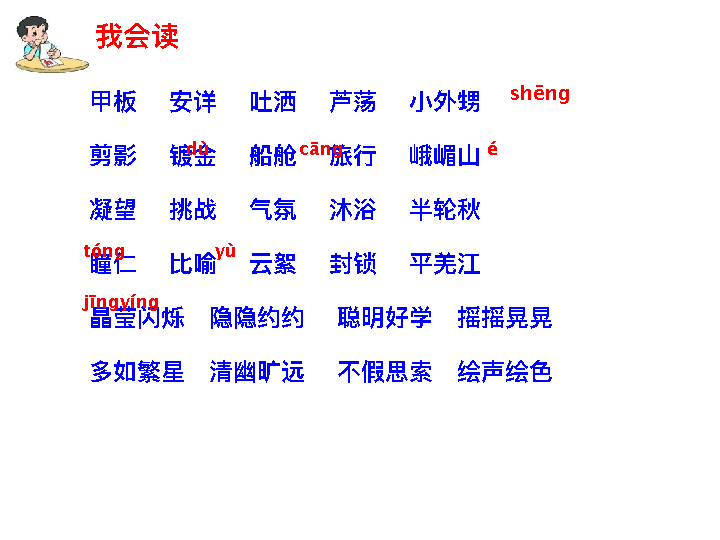 我会读
甲板 安详 吐洒 芦荡 小外甥 shēng
剪影 镀金 船舱 旅行 峨嵋山
dù cāng é
凝望 挑战 气氛 沐浴 半轮秋
tóng yù
瞳仁 比喻 云絮 封锁 平羌江
jīngyíng
晶莹闪烁 隐隐约约 聪明好学 摇摇晃晃
多如繁星 清幽旷远 不假思索 绘声绘色